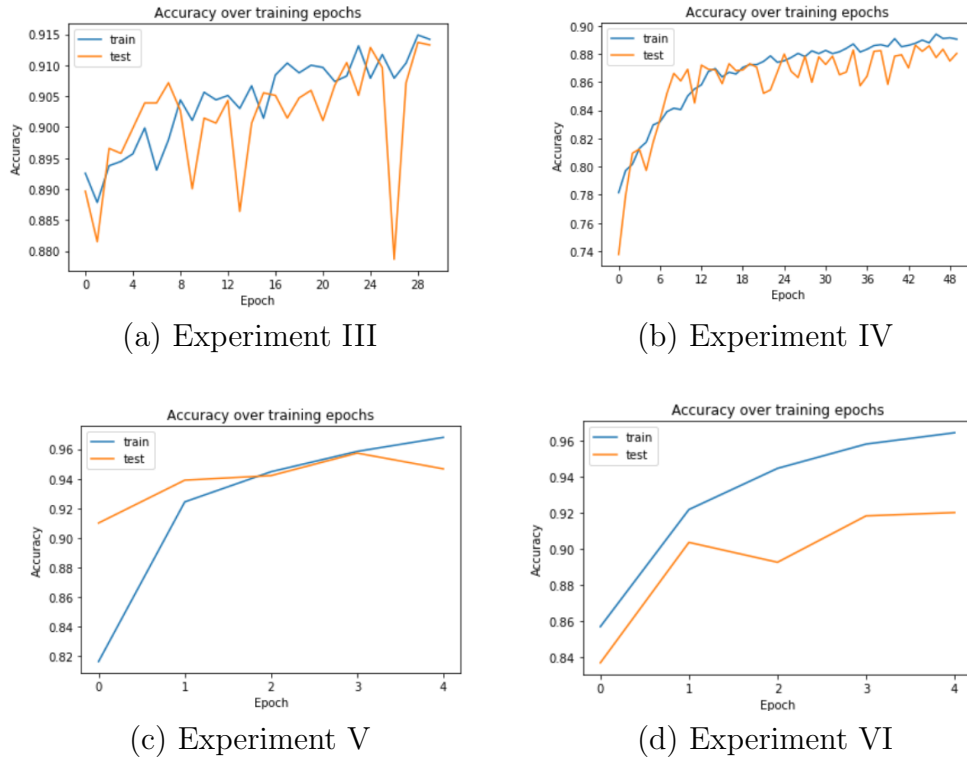 Accuracy over training epochs
train
test
0.915
0.910
0.905
0.900
0.895
0.890
0.885
0.880
Accuracy
0 4 8 12 16 20 24 28
Epoch
(a) Experiment III
Accuracy over training epochs
train
test
0.90
0.88
0.86
0.84
0.82
0.80
0.78
0.76
0.74
Accuracy
0 6 12 18 24 30 36 42 48
Epoch
(b) Experiment IV
Accuracy over training epochs
train
test
0.96
0.94
0.92
0.90
0.88
0.86
0.84
0.82
Accuracy
0 1 2 3 4
Epoch
(c) Experiment V
Accuracy over training epochs
train
test
0.96
0.94
0.92
0.90
0.88
0.86
0.84
Accuracy
0 1 2 3 4
Epoch
(d) Experiment VI